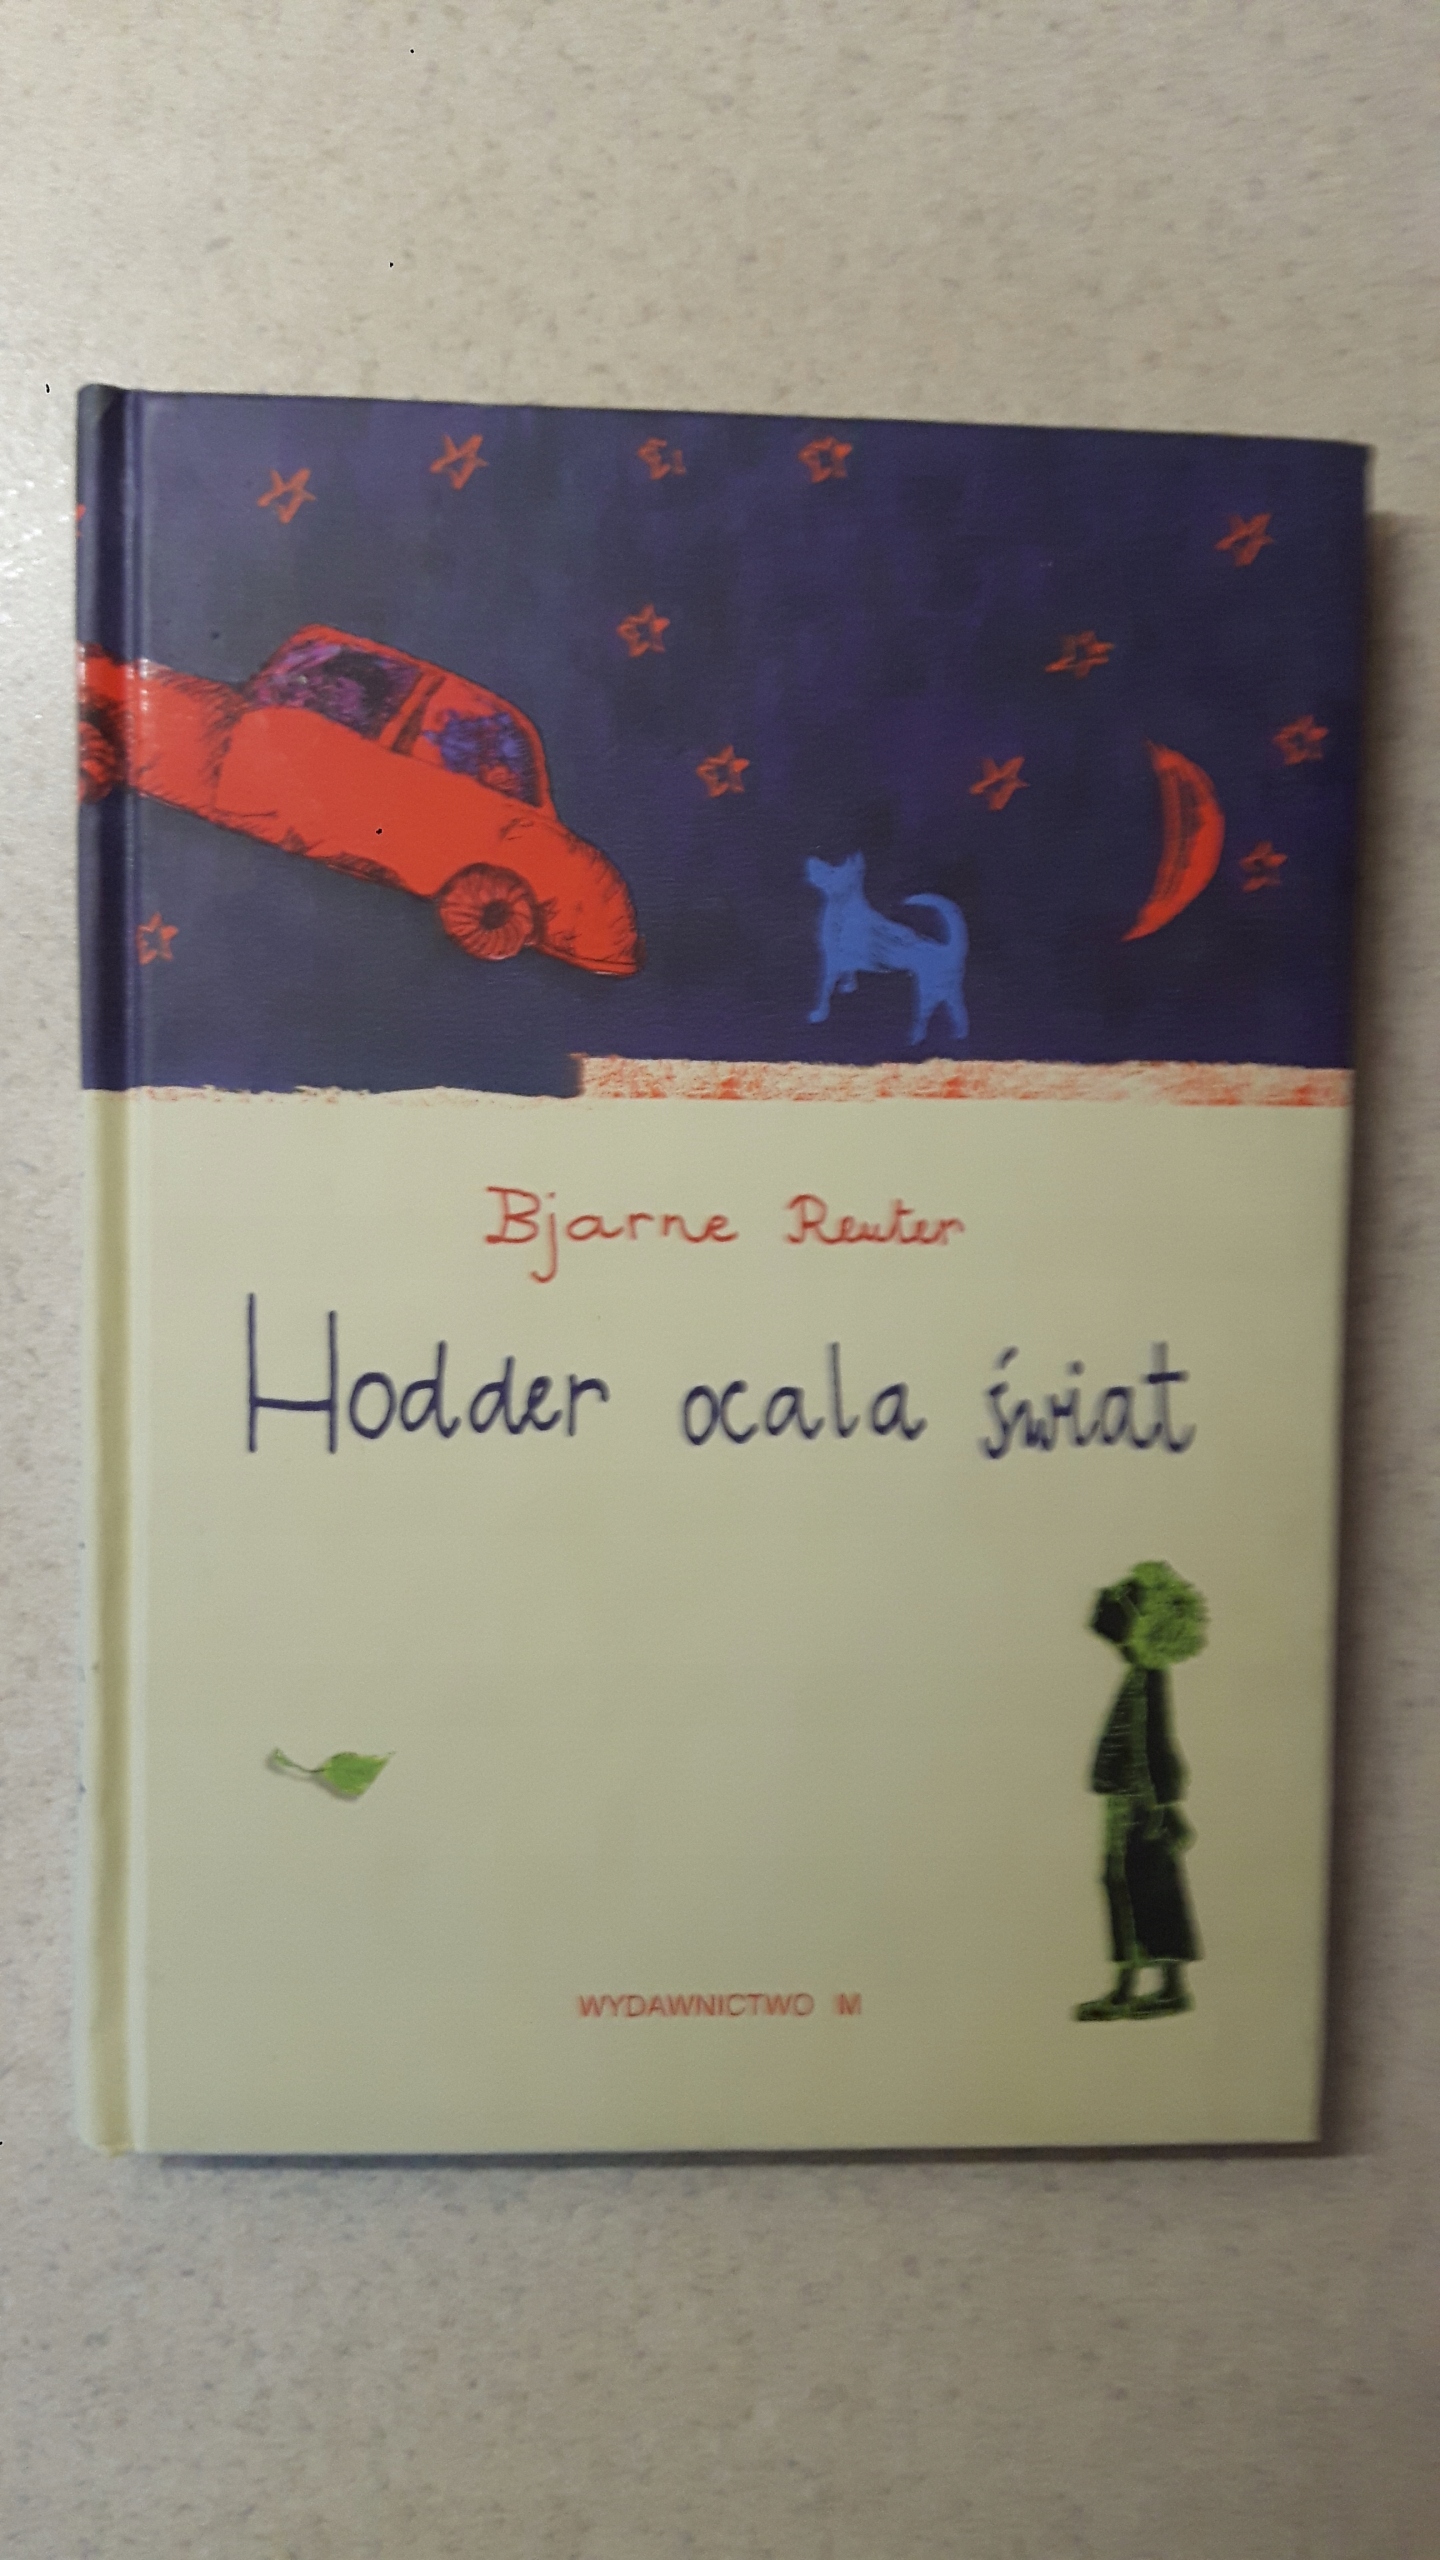 Bjarne Reuter
Hodder ocala świat
WYDAWNICTWO M